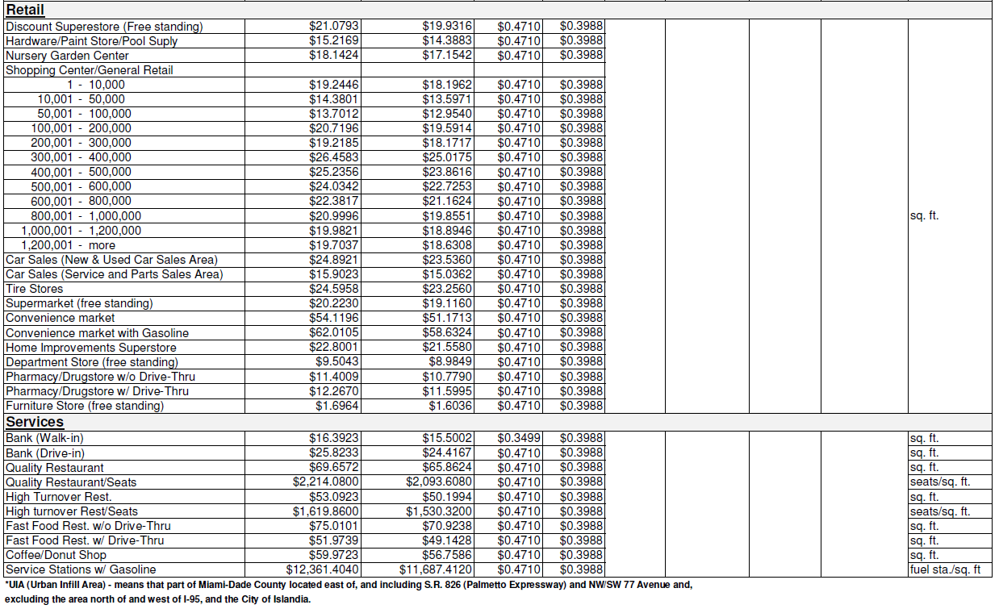 Retail
Discount Superestore (Free standing) $21.0793 $19.9316 $0.4710 $0.3988
Hardware/Paint Store/Pool Suply $15.2169 $14.3883 $0.4710 $0.3988
Nursery Garden Center $18.1424 $17.1542 $0.4710 $0.3988
Shopping Center/General Retail
1 - 10,000 $19.2446 $18.1962 $0.4710 $0.3988
10,001 - 50,000 $14.3801 $13.5971 $0.4710 $0.3988
50,001 - 100,000 $13.7012 $12.9540 $0.4710 $0.3988
100,001 - 200,000 $20.7196 $19.5914 $0.4710 $0.3988
200,001 - 300,000 $19.2185 $18.1717 $0.4710 $0.3988
300,001 - 400,000 $26.4583 $25.0175 $0.4710 $0.3988
400,001 - 500,000 $25.2356 $23.8616 $0.4710 $0.3988
500,001 - 600,000 $24.0342 $22.7253 $0.4710 $0.3988
600,001 - 800,000 $22.3817 $21.1624 $0.4710 $0.3988
800,001 - 1,000,000 $20.9996 $19.8551 $0.4710 $0.3988 sq. ft.
1,000,001 - 1,200,000 $19.9821 $18.8946 $0.4710 $0.3988
1,200,001 - more $19.7037 $18.6308 $0.4710 $0.3988
Car Sales (New & Used Car Sales Area) $24.8921 $23.5360 $0.4710 $0.3988
Car Sales (Service and Parts Sales Area) $15.9023 $15.0362 $0.4710 $0.3988
Tire Stores $24.5958 $23.2560 $0.4710 $0.3988
Supermarket (free standing) $20.2230 $19.1160 $0.4710 $0.3988
Convenience market $54.1196 $51.1713 $0.4710 $0.3988
Convenience market with Gasoline $62.0105 $58.6324 $0.4710 $0.3988
Home Improvements Superstore $22.8001 $21.5580 $0.4710 $0.3988
Department Store (free standing) $9.5043 $8.9849 $0.4710 $0.3988
Pharmacy/Drugstore w/o Drive-Thru $11.4009 $10.7790 $0.4710 $0.3988
Pharmacy/Drugstore w/ Drive-Thru $12.2670 $11.5995 $0.4710 $0.3988
Furniture Store (free standing) $1.6964 $1.6036 $0.4710 $0.3988
Services
Bank (Walk-in) $16.3923 $15.5002 $0.3499 $0.3988 sq. ft.
Bank (Drive-in) $25.8233 $24.4167 $0.4710 $0.3988 sq. ft.
Quality Restaurant $69.6572 $65.8624 $0.4710 $0.3988 sq. ft.
Quality Restaurant/Seats $2,214.0800 $2,093.6080 $0.4710 $0.3988 seats/sq. ft.
High Turnover Rest. $53.0923 $50.1994 $0.4710 $0.3988 sq. ft.
High turnover Rest/Seats $1,619.8600 $1,530.3200 $0.4710 $0.3988 seats/sq. ft.
Fast Food Rest. w/o Drive-Thru $75.0101 $70.9238 $0.4710 $0.3988 sq. ft.
Fast Food Rest. w/ Drive-Thru $51.9739 $49.1428 $0.4710 $0.3988 sq. ft.
Coffee/Donut Shop $59.9723 $56.7586 $0.4710 $0.3988 sq. ft.
Service Stations w/ Gasoline $12,361.4040 $11,687.4120 $0.4710 $0.3988 fuel sta./sq. ft
*UIA (Urban Infill Area) - means that part of Miami-Dade County located east of, and including S.R. 826 (Palmetto Expressway) and NW/SW 77 Avenue and,
excluding the area north of and west of I-95, and the City of Islandia.